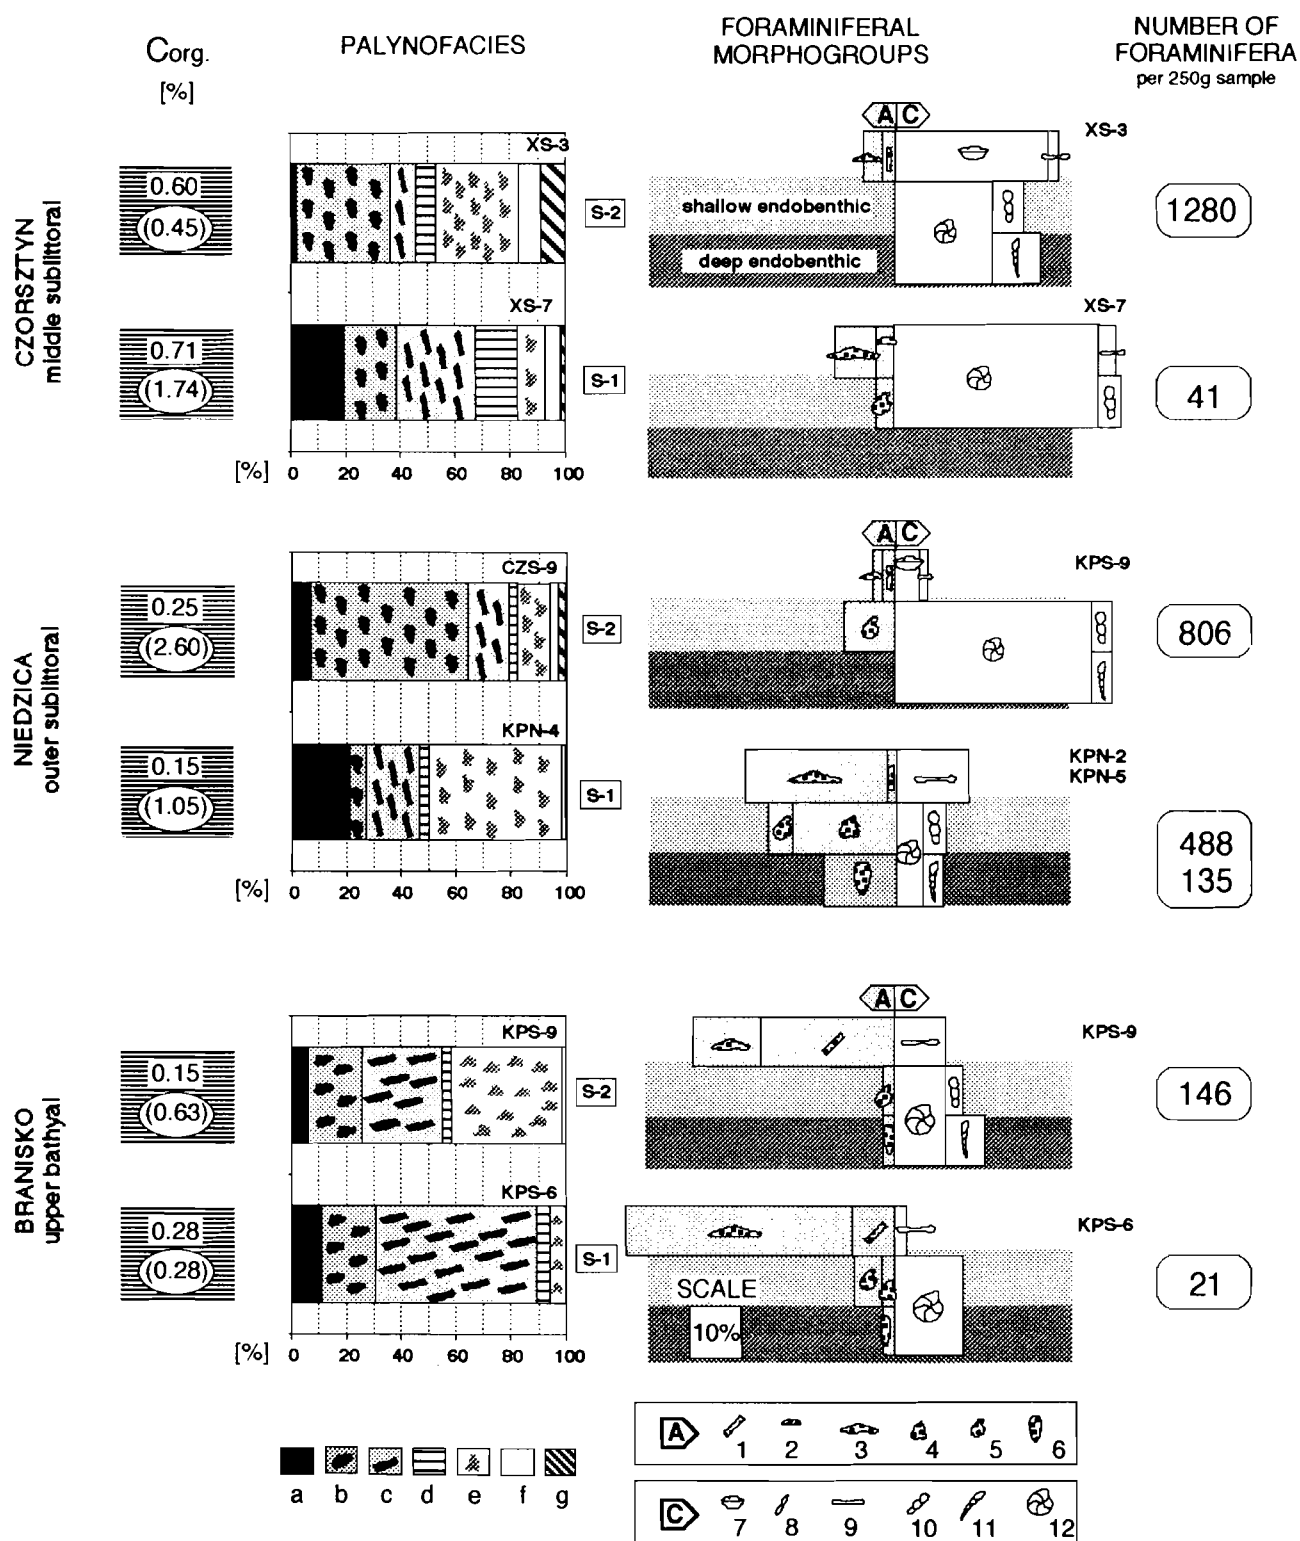 Corg.
[%]
PALYNOFACIES
FORAMINIFERAL
MORPHOGROUPS
NUMBER OF
FORAMINIFERA
per 250g sample
CZORSZTYN
middle sublittoral
0.60
(0.45)
XS-3
S-2
A C
XS-3
shallow endobenthic
deep endobenthic
1280
0.71
(1.74)
XS-7
S-1
XS-7
41
[%] 0 20 40 60 80 100
NIEDZICA
outer sublittoral
0.25
(2.60)
CZS-9
S-2
A C
KPS-9
806
0.15
(1.05)
KPN-4
S-1
KPN-2
KPN-5
488
135
[%] 0 20 40 60 80 100
BRANISKO
upper bathyal
0.15
(0.63)
KPS-9
S-2
A C
KPS-9
146
0.28
(0.28)
KPS-6
S-1
KPS-6
SCALE
10%
21
[%] 0 20 40 60 80 100
a b c d e f g
A 1 2 3 4 5 6
C 7 8 9 10 11 12